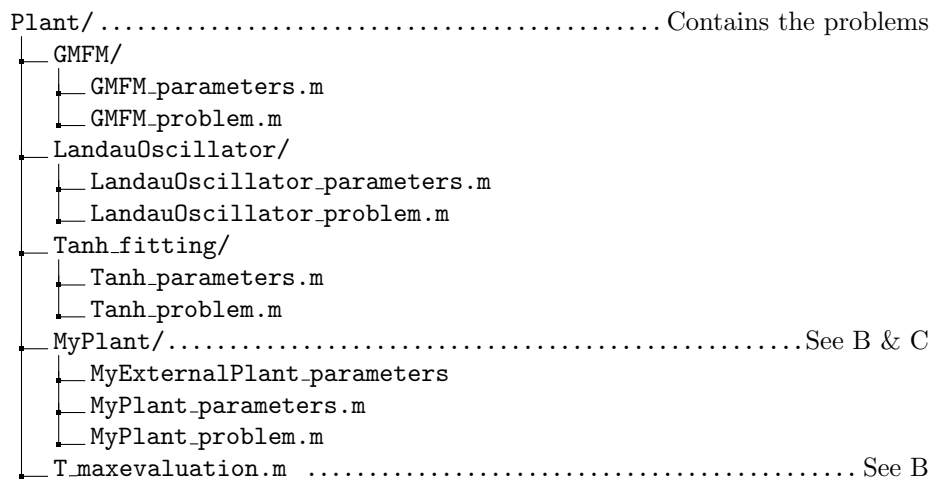 Plant/ ............................................. Contains the problems
GMFM/
GMFM_parameters.m
GMFM_problem.m
LandauOscillator/
LandauOscillator_parameters.m
LandauOscillator_problem.m
Tanh_fitting/
Tanh_parameters.m
Tanh_problem.m
MyPlant/ ................................................... See B & C
MyExternalPlant_parameters
MyPlant_parameters.m
MyPlant_problem.m
T_maxevaluation.m ............................................ See B